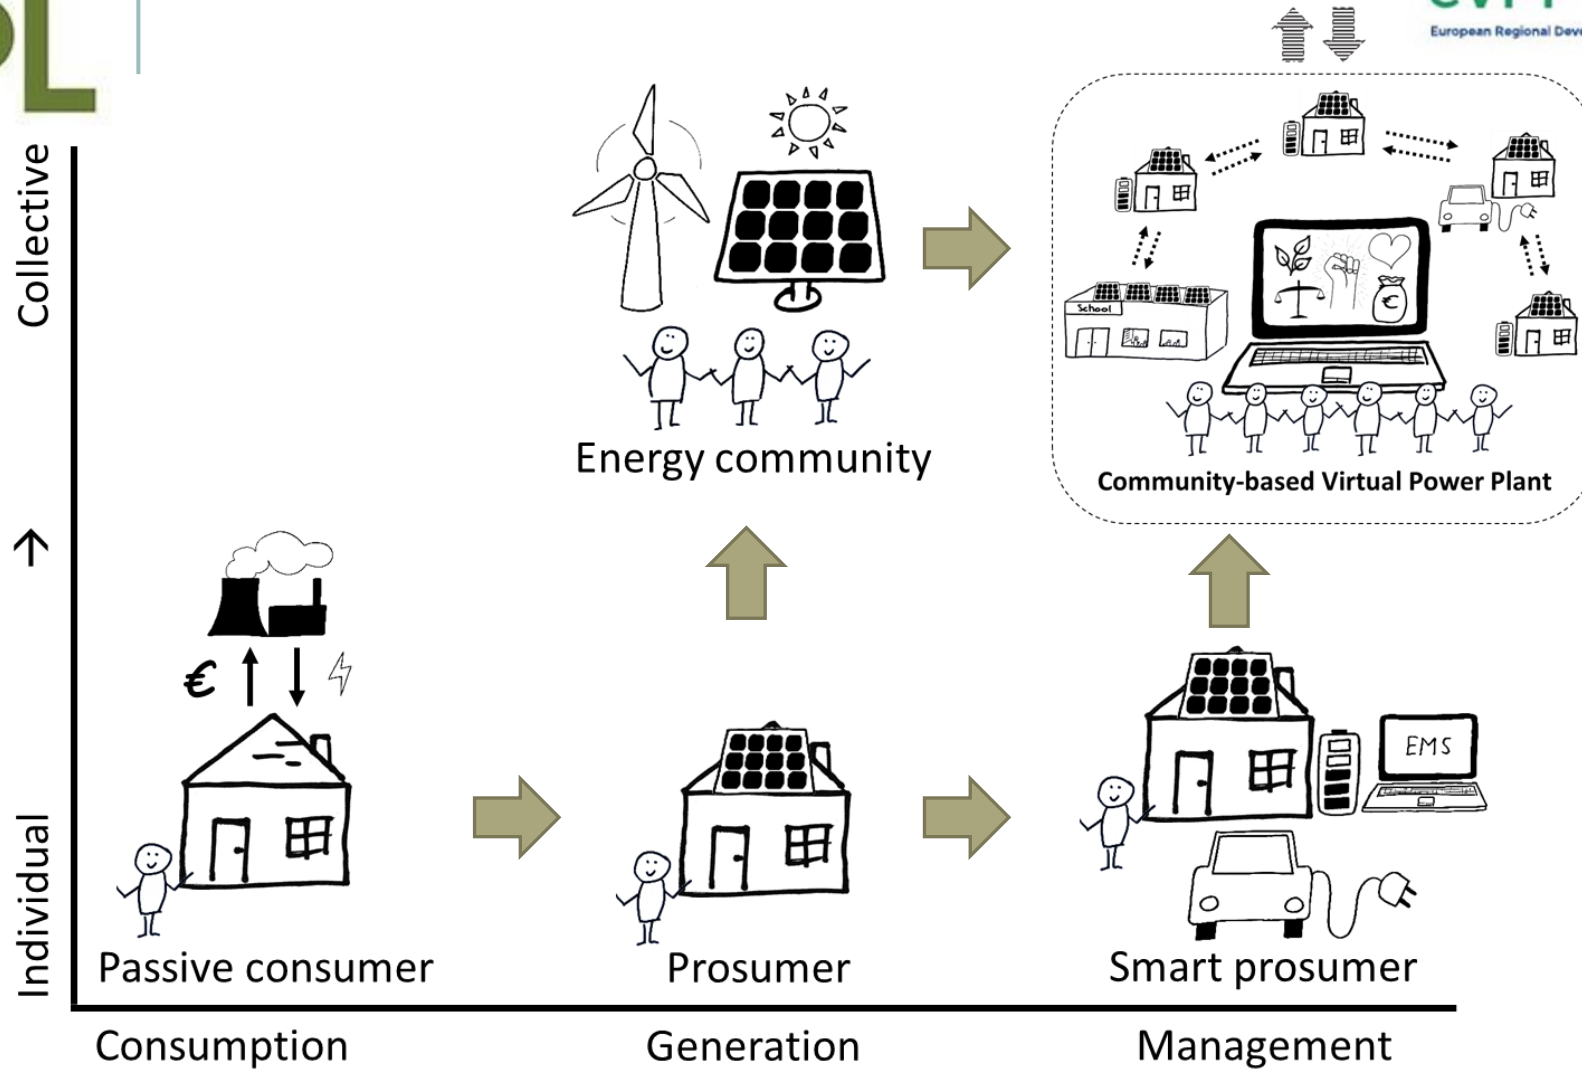 European Regional Deve
Collective
School
€
Energy community
Community-based Virtual Power Plant
→
€
EMS
Individual
Passive consumer
Prosumer
Smart prosumer
Consumption
Generation
Management